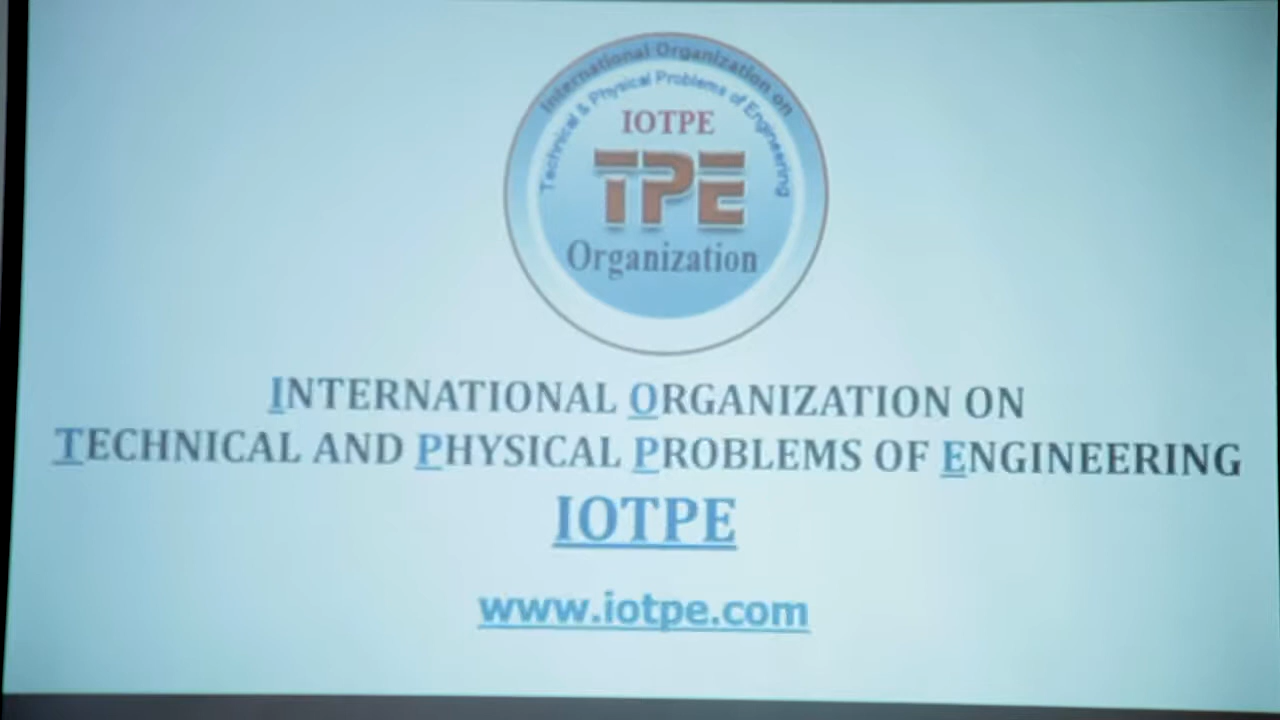 International Organization on
Technical & Physical Problems of Engineering
IOTPE
TPE
Organization
INTERNATIONAL ORGANIZATION ON
TECHNICAL AND PHYSICAL PROBLEMS OF ENGINEERING
IOTPE
www.iotpe.com